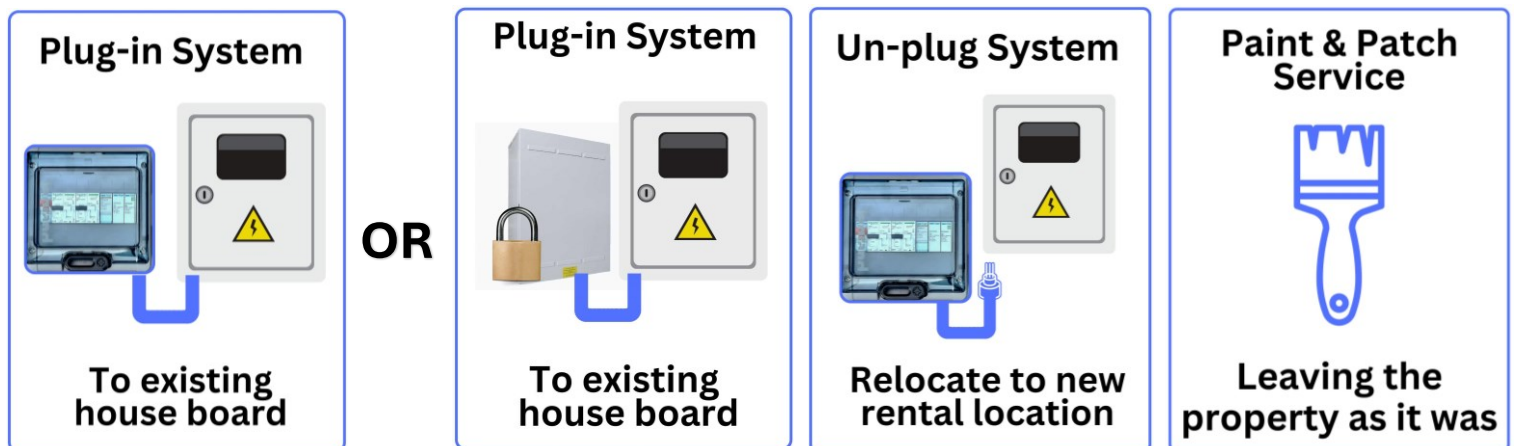 Plug-in System
To existing
house board
OR
Plug-in System
To existing
house board
Un-plug System
Relocate to new
rental location
Paint & Patch
Service
Leaving the
property as it was